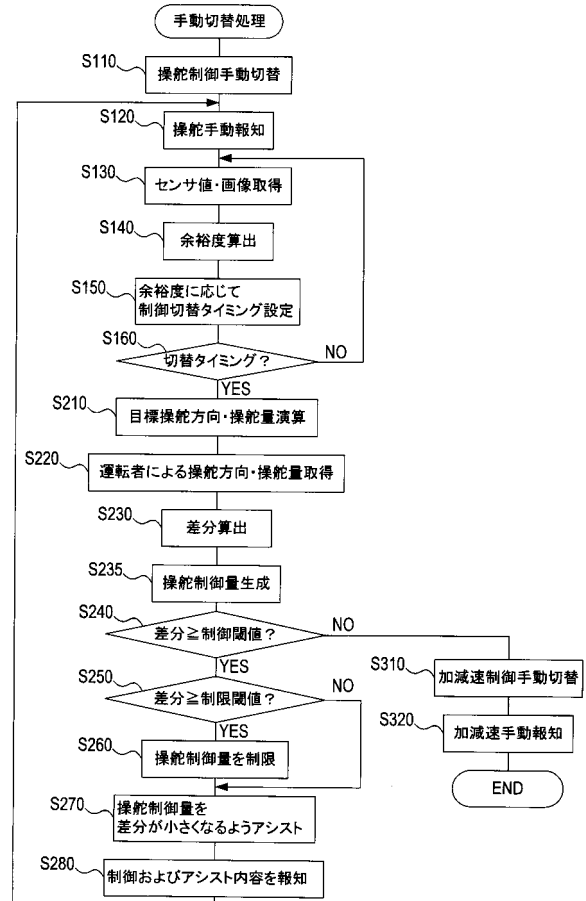 手動切替処理
S110
操舵制御手動切替
S120
操舵手動報知
S130
センサ値・画像取得
S140
余裕度算出
S150
余裕度に応じて
制御切替タイミング設定
S160
切替タイミング？
NO
YES
S210
目標操舵方向・操舵量演算
S220
運転者による操舵方向・操舵量取得
S230
差分算出
S235
操舵制御量生成
S240
差分≧制御閾値？
NO
YES
S310
加減速制御手動切替
S250
差分≧制限閾値？
NO
YES
S320
加減速手動報知
S260
操舵制御量を制限
END
S270
操舵制御量を
差分が小さくなるようアシスト
S280
制御およびアシスト内容を報知